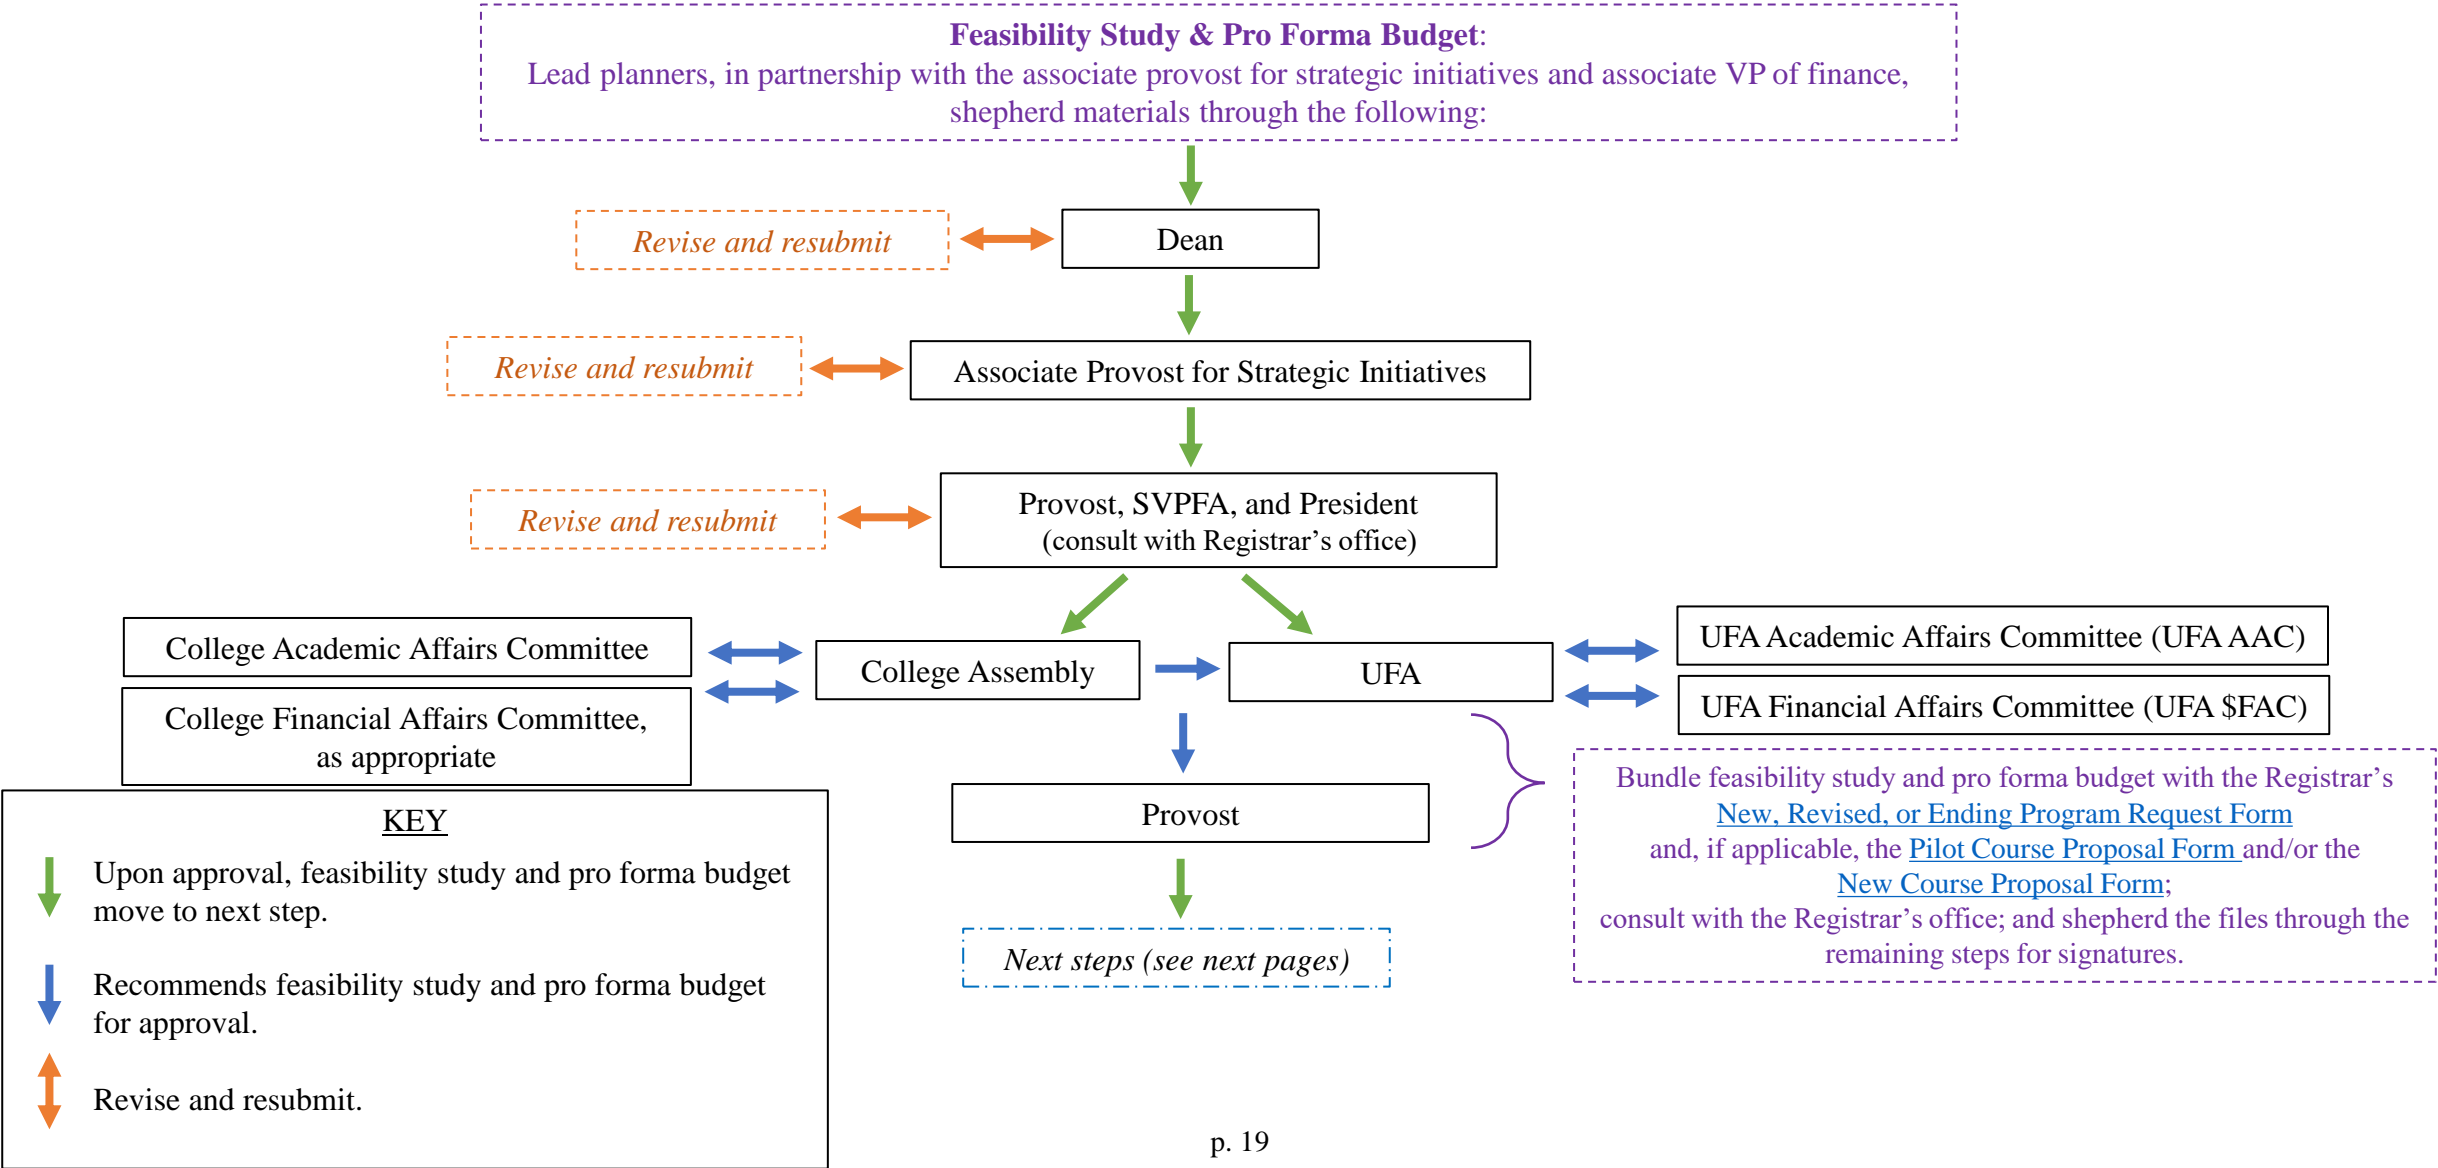 Feasibility Study & Pro Forma Budget:
Lead planners, in partnership with the associate provost for strategic initiatives and associate VP of finance,
shepherd materials through the following:
Revise and resubmit
Dean
Revise and resubmit
Associate Provost for Strategic Initiatives
Revise and resubmit
Provost, SVPFA, and President
(consult with Registrar’s office)
College Academic Affairs Committee
College Financial Affairs Committee,
as appropriate
College Assembly
UFA
UFA Academic Affairs Committee (UFA AAC)
UFA Financial Affairs Committee (UFA $FAC)
Provost
Bundle feasibility study and pro forma budget with the Registrar’s
New, Revised, or Ending Program Request Form
and, if applicable, the Pilot Course Proposal Form and/or the
New Course Proposal Form;
consult with the Registrar’s office; and shepherd the files through the
remaining steps for signatures.
Next steps (see next pages)
KEY
Upon approval, feasibility study and pro forma budget
move to next step.
Recommends feasibility study and pro forma budget
for approval.
Revise and resubmit.
p. 19